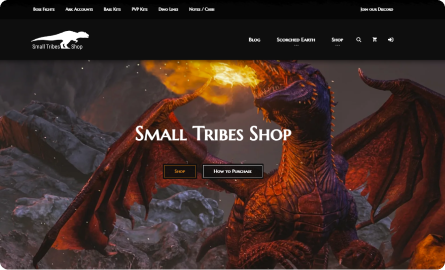 Boss Fights Ark Accounts Base Kits PVP Kits Dino Lines Notes / Cube Join our Discord
Small Tribes Shop
Blog Scorched Earth Shop
Small Tribes Shop
Shop How to Purchase